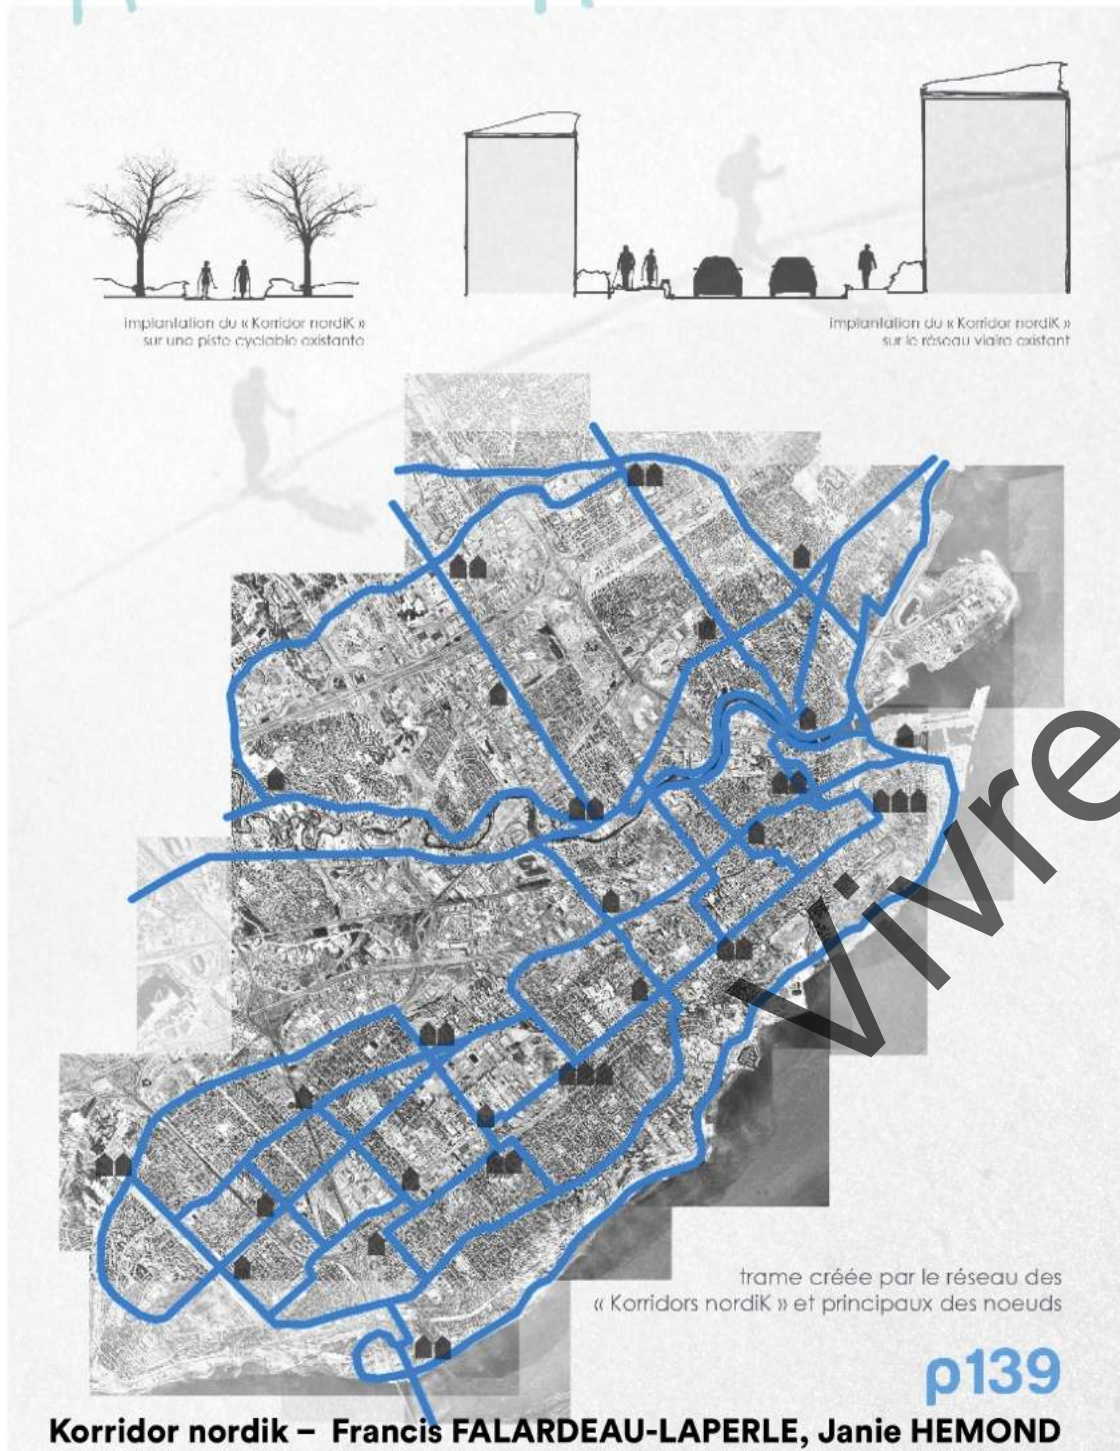 implantation du « Korridor nordiK »
sur une piste cyclable existante
implantation du « Korridor nordiK »
sur le réseau viaire existant
Vivre
trame créée par le réseau des
« Korridors nordiK » et principaux des noeuds
p139
Korridor nordik – Francis FALARDEAU-LAPERLE, Janie HEMOND